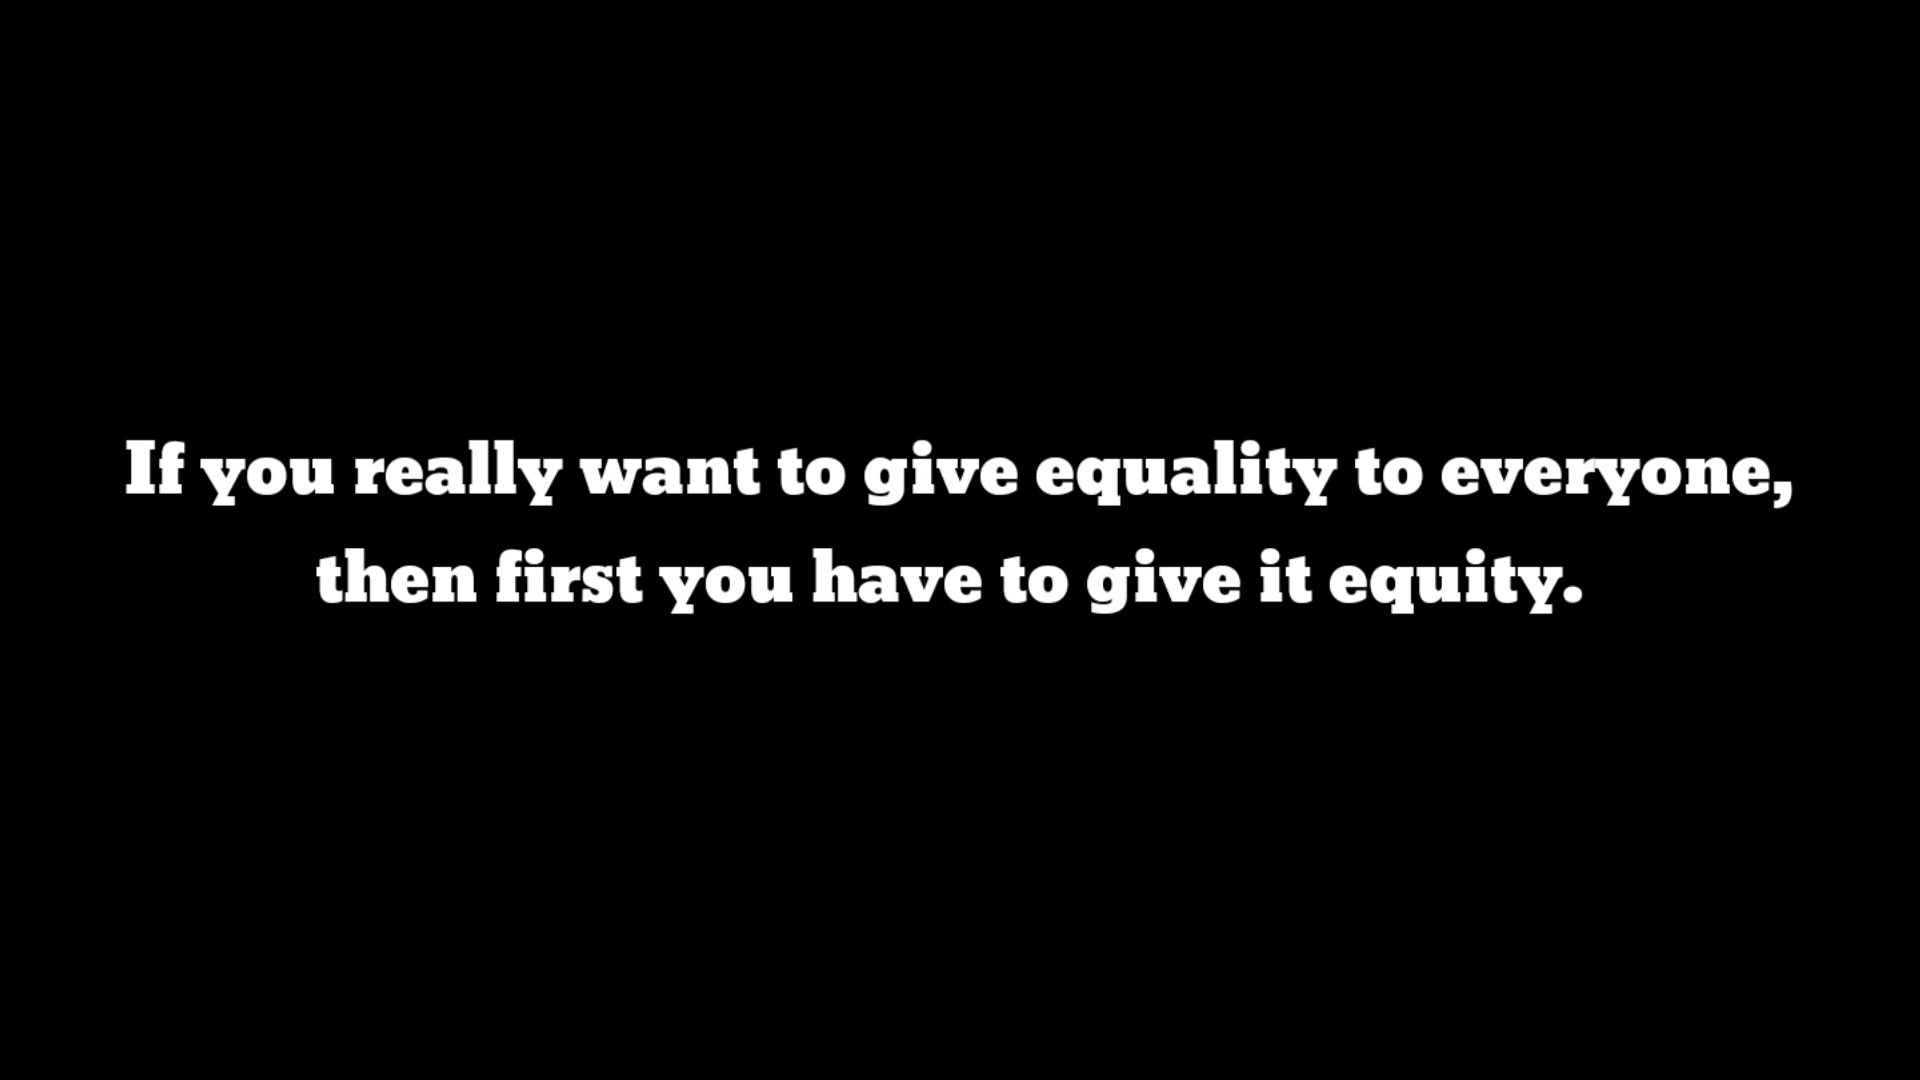 If you really want to give equality to everyone,
then first you have to give it equity.